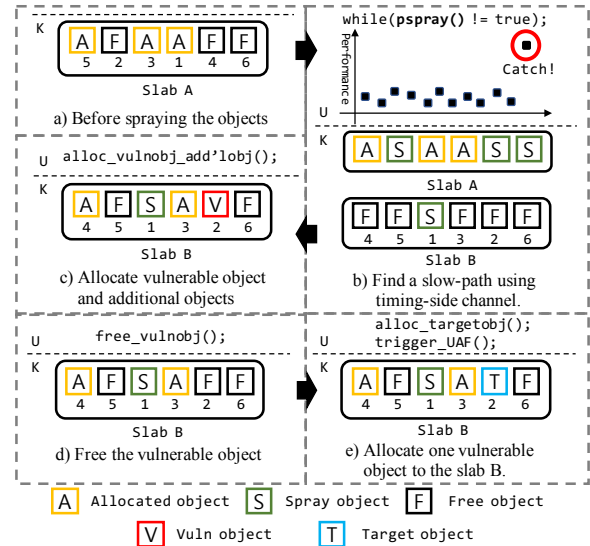 K
A F A A F F
5 2 3 1 4 6
Slab A
a) Before spraying the objects
while(pspray() != true);
Performance
Catch!
U
K
A S A A S S
Slab A
F F S F F F
4 5 1 3 2 6
Slab B
b) Find a slow-path using
timing-side channel.
U alloc_vulnobj_add'lobj();
K
A F S A V F
4 5 1 3 2 6
Slab B
c) Allocate vulnerable object
and additional objects
free_vulnobj();
U
K
A F S A F F
4 5 1 3 2 6
Slab B
d) Free the vulnerable object
alloc_targetobj();
U trigger_UAF();
K
A F S A T F
4 5 1 3 2 6
Slab B
e) Allocate one vulnerable
object to the slab B.
A Allocated object S Spray object F Free object
V Vuln object T Target object